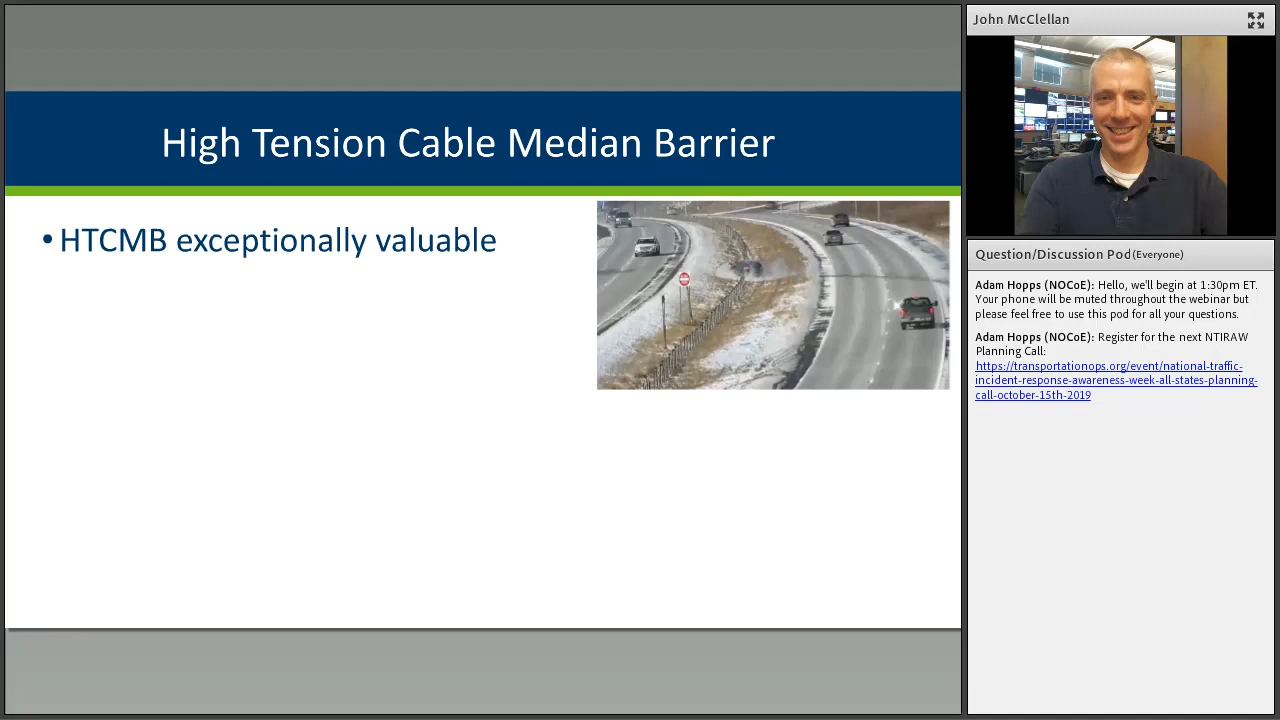 High Tension Cable Median Barrier
• HTCMB exceptionally valuable
John McClellan
Question/Discussion Pod(Everyone)
Adam Hopps (NOCoE): Hello, we'll begin at 1:30pm ET.
Your phone will be muted throughout the webinar but
please feel free to use this pod for all your questions.
Adam Hopps (NOCoE): Register for the next NTIRAW
Planning Call:
https://transportationops.org/event/national-traffic-
incident-response-awareness-week-all-states-planning-
call-october-15th-2019